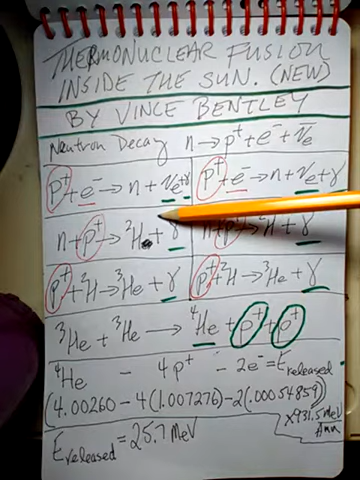 THERMONUCLEAR FUSION
INSIDE THE SUN. (NEW)
BY VINCE BENTLEY
Neutron Decay n → p⁺ + e⁻ + ν̅e
p⁺ + e⁻ → n + νe + γ p⁺ + e⁻ → n + νe + γ
n + p⁺ → ²H + γ n + p⁺ → ²H + γ
p⁺ + ²H → ³He + γ p⁺ + ²H → ³He + γ
³He + ³He → ⁴He + p⁺ + p⁺
⁴He - 4p⁺ - 2e⁻ = E released
(4.00260 - 4(1.007276) - 2(.00054859))
x 931.5 MeV
E released = 25.7 MeV